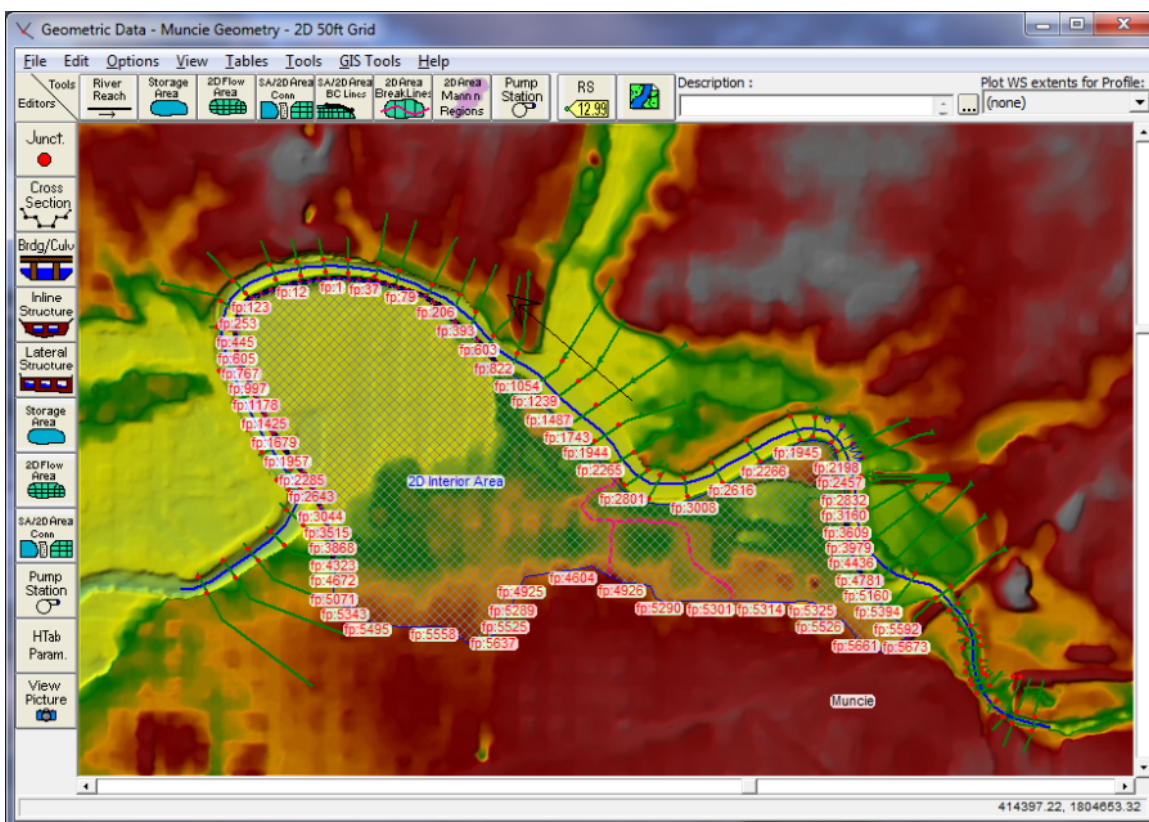 Geometric Data - Muncie Geometry - 2D 50ft Grid
File Edit Options View Tables Tools GIS Tools Help
Tools
Editors
River
Reach
Storage
Area
2D Flow
Area
SA/2D Area
Conn
SA/2D Area
BC Lines
2D Area
BreakLines
2D Area
Mann n
Regions
Pump
Station
RS
12.99
Description :
...
Plot WS extents for Profile:
(none)
Junct.
Cross
Section
Brdg/Culv
Inline
Structure
Lateral
Structure
Storage
Area
2D Flow
Area
SA/2D Area
Conn
Pump
Station
HTab
Param.
View
Picture
fp:123
fp:12
fp:1
fp:37
fp:79
fp:206
fp:393
fp:603
fp:822
fp:1054
fp:1239
fp:1487
fp:1743
fp:1944
fp:2265
fp:2801
fp:3008
fp:2616
fp:2266
fp:1945
fp:2198
fp:2457
fp:2832
fp:3160
fp:3609
fp:3979
fp:4436
fp:4781
fp:5160
fp:5394
fp:5592
fp:5673
fp:5661
fp:5526
fp:5325
fp:5314
fp:5301
fp:5290
fp:4926
fp:4604
fp:4925
fp:5289
fp:5525
fp:5637
fp:5558
fp:5495
fp:5343
fp:5071
fp:4672
fp:4323
fp:3868
fp:3515
fp:3044
fp:2643
fp:2285
fp:1957
fp:1679
fp:1425
fp:1178
fp:997
fp:767
fp:605
fp:445
fp:253
2D Interior Area
Muncie
414397.22, 1804653.32